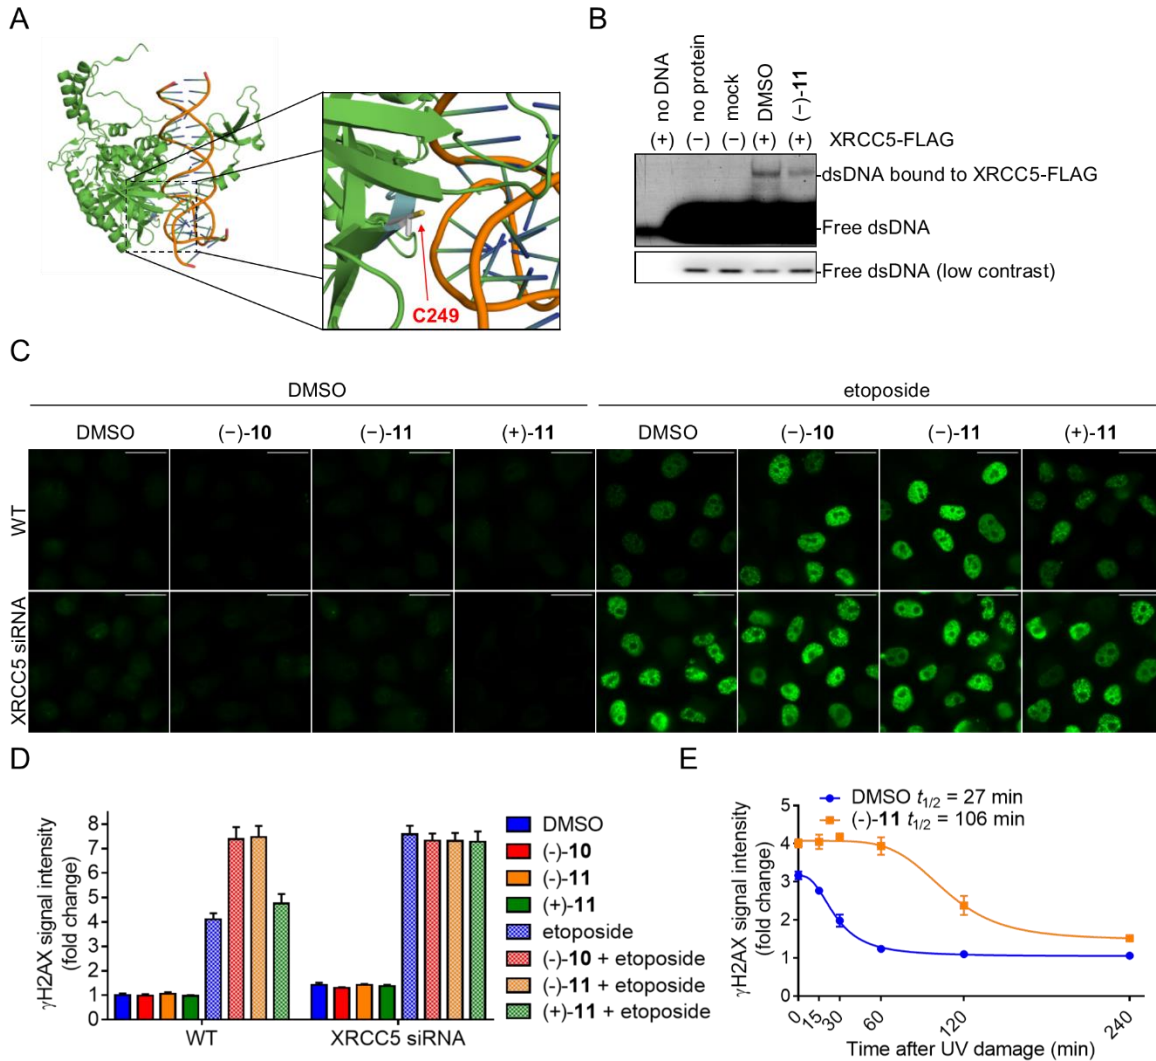 A
C249
B
no DNA
no protein
mock
DMSO
(−)-11
(+) (−) (−) (+) (+) XRCC5-FLAG
dsDNA bound to XRCC5-FLAG
Free dsDNA
Free dsDNA (low contrast)
C
DMSO etoposide
DMSO (−)-10 (−)-11 (+)-11 DMSO (−)-10 (−)-11 (+)-11
WT
XRCC5 siRNA
D
γH2AX signal intensity
(fold change)
8
7
6
5
4
3
2
1
0
WT XRCC5 siRNA
DMSO
(-)-10
(-)-11
(+)-11
etoposide
(-)-10 + etoposide
(-)-11 + etoposide
(+)-11 + etoposide
E
DMSO t1/2 = 27 min
(-)-11 t1/2 = 106 min
γH2AX signal intensity
(fold change)
5
4
3
2
1
0
0 15 30 60 120 240
Time after UV damage (min)